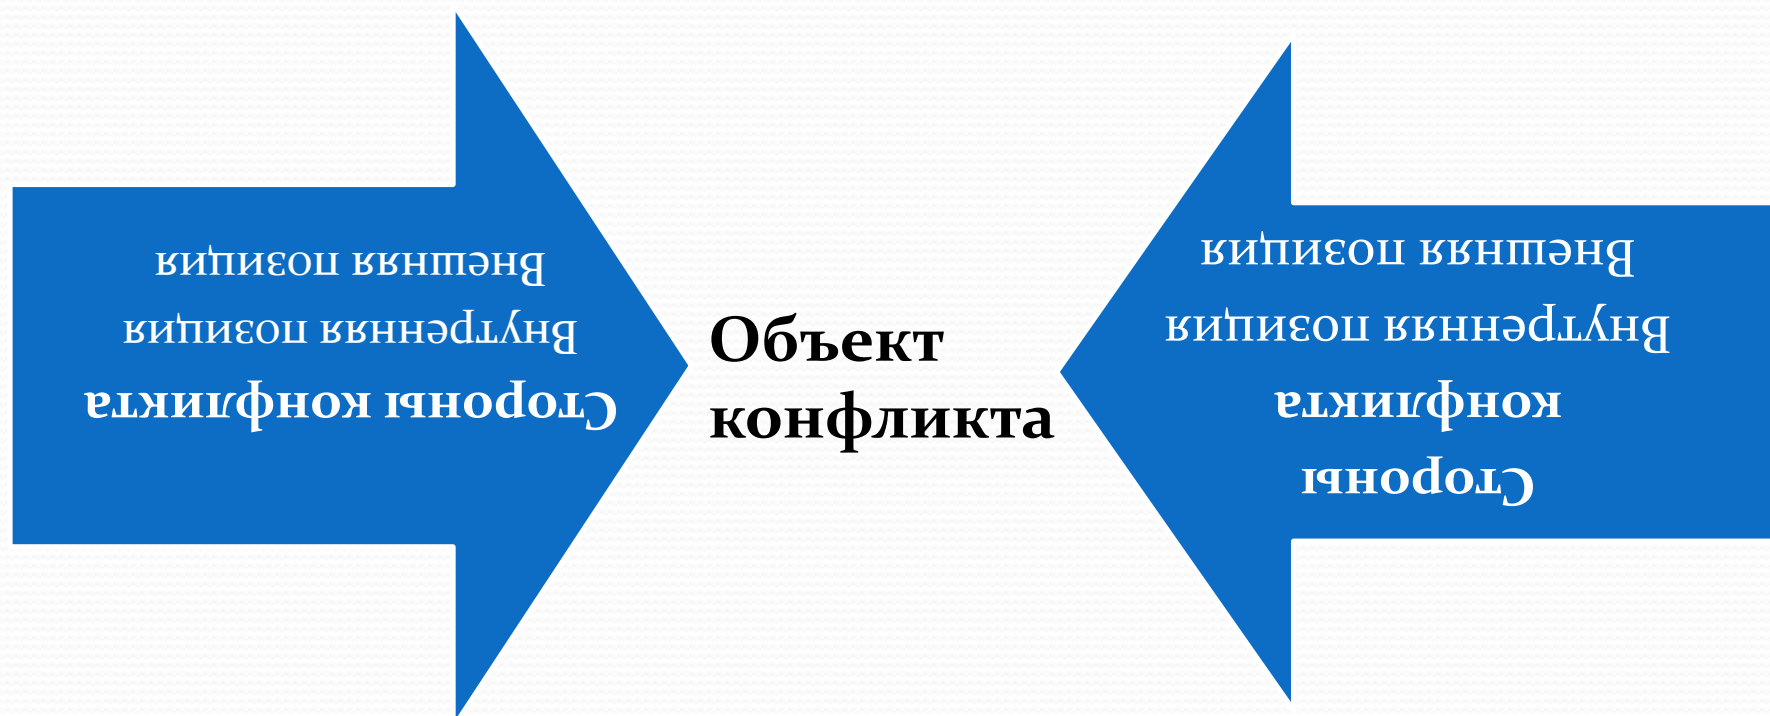 Стороны конфликта
Внутренняя позиция
Внешняя позиция
Объект
конфликта
Стороны
конфликта
Внутренняя позиция
Внешняя позиция